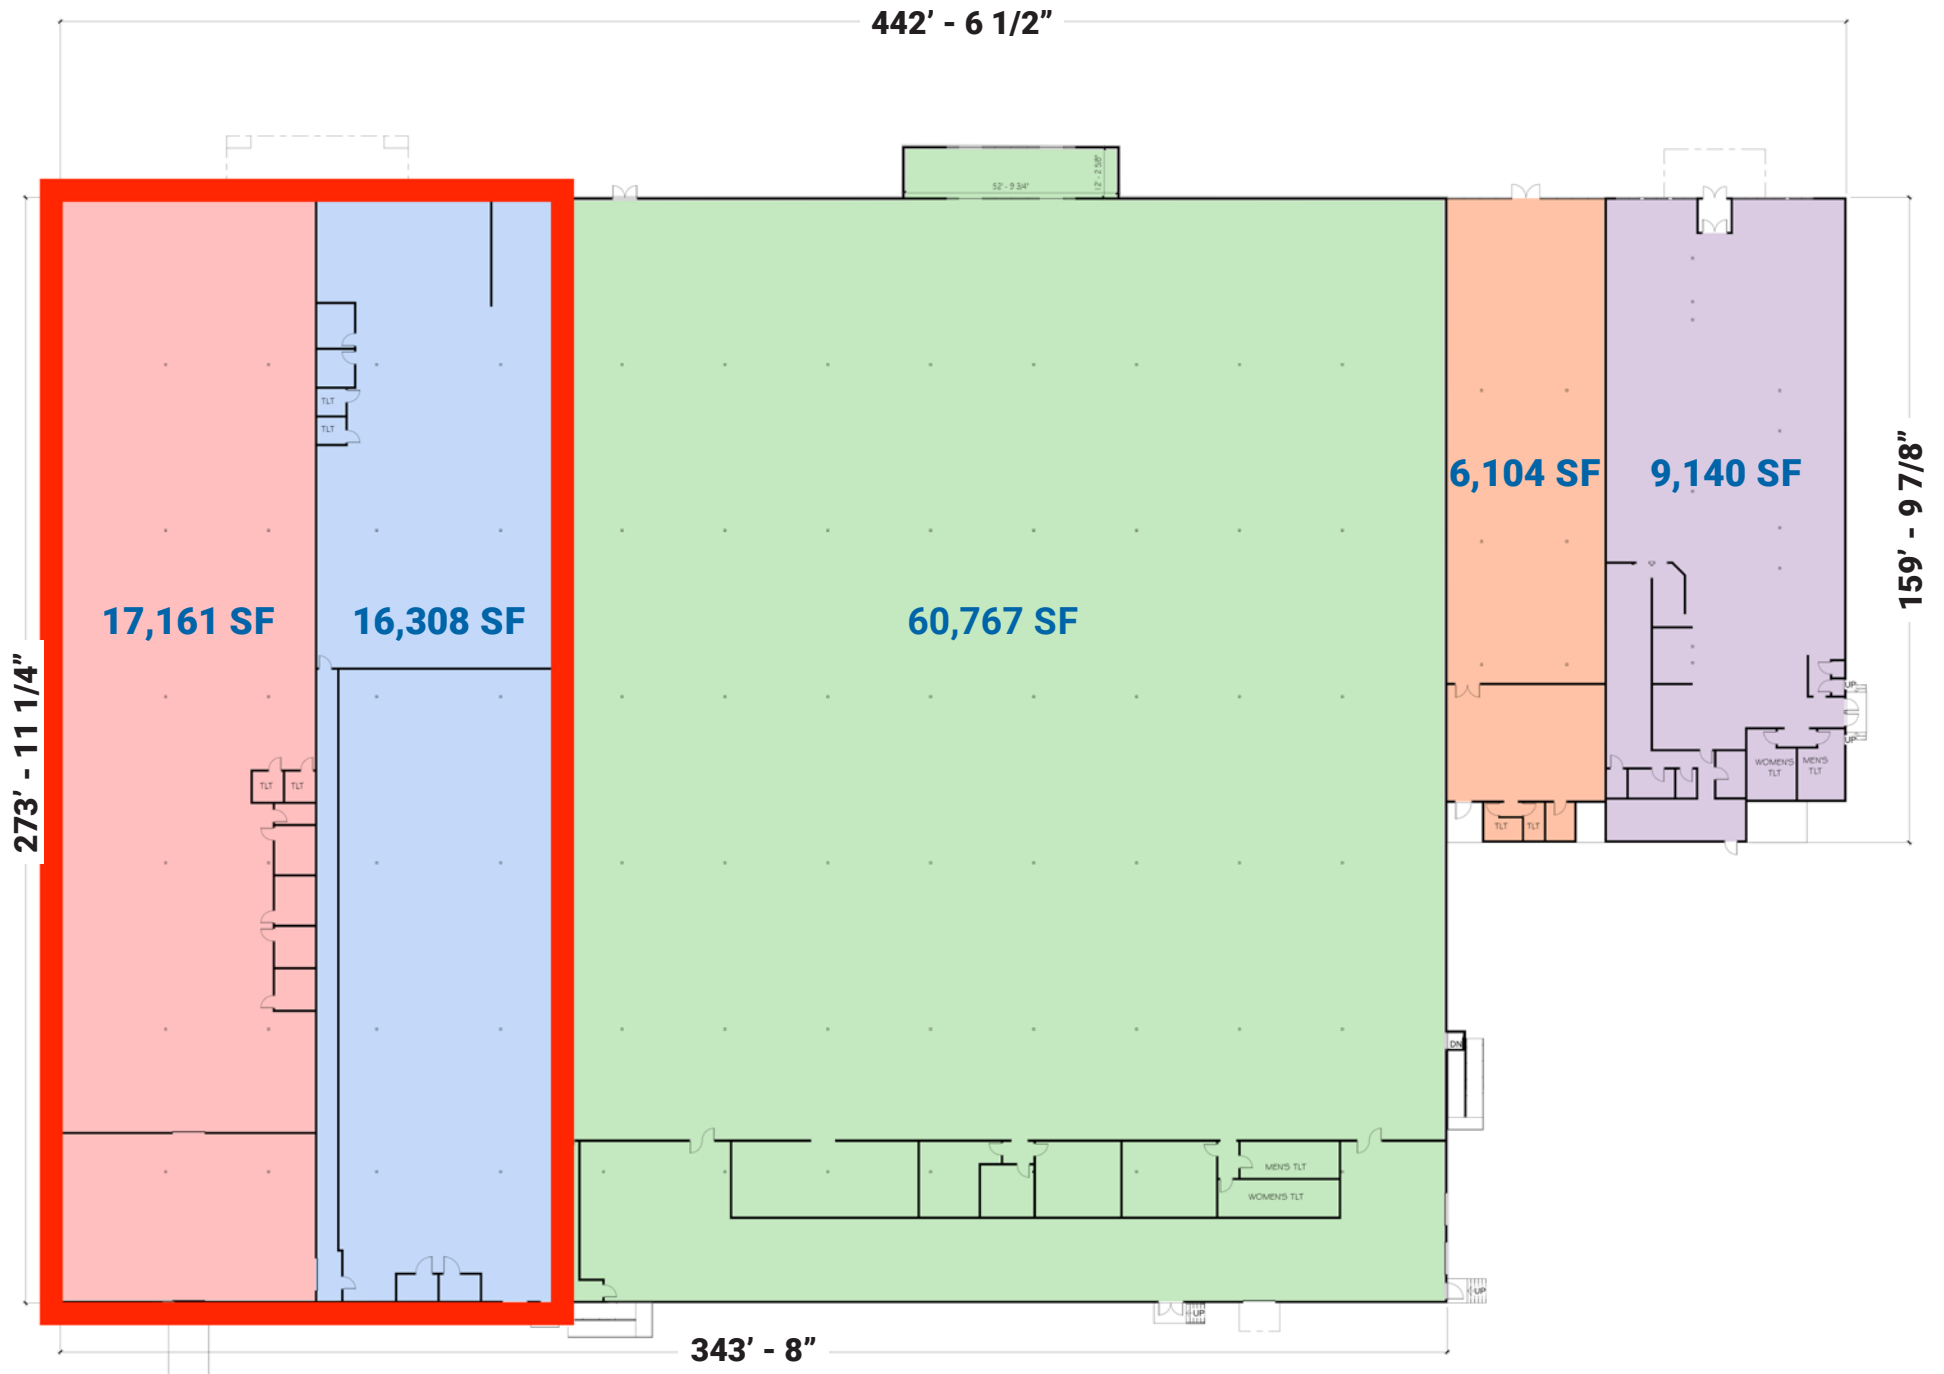 442’ - 6 1/2”
12' - 2 5/8"
52' - 9 3/4"
TLT
TLT
6,104 SF
9,140 SF
159’ - 9 7/8”
17,161 SF
16,308 SF
60,767 SF
273’ - 11 1/4”
UP
UP
WOMEN'S
TLT
MEN'S
TLT
TLT
TLT
TLT
TLT
DN
MEN'S TLT
WOMEN'S TLT
UP
UP
343’ - 8”